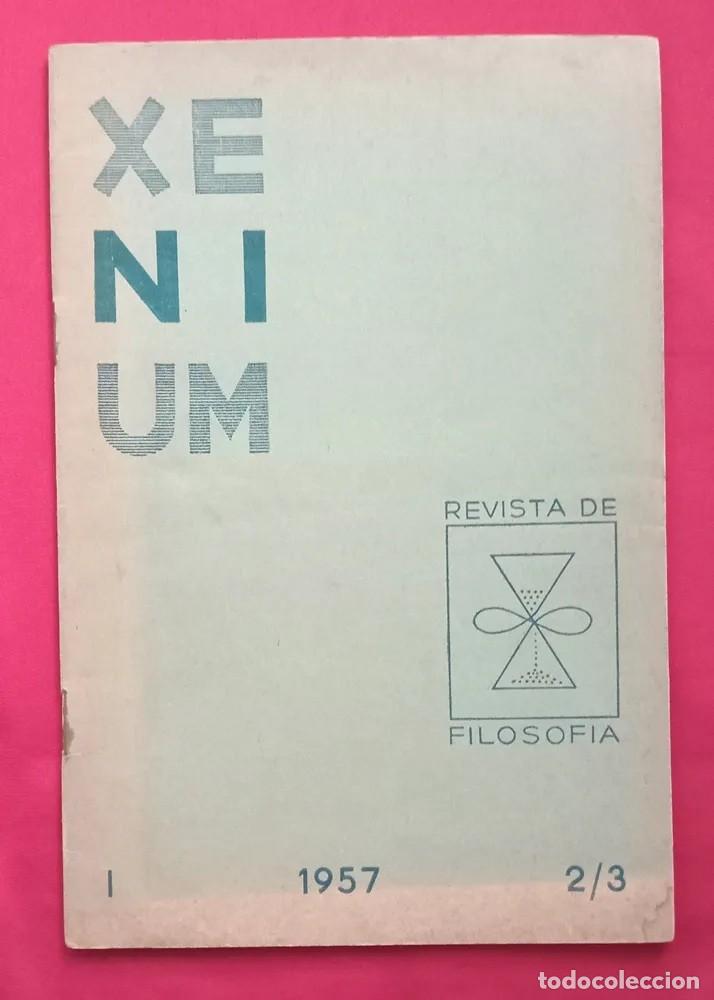 XE
NI
UM
REVISTA DE
FILOSOFIA
I 1957 2/3
todocoleccion